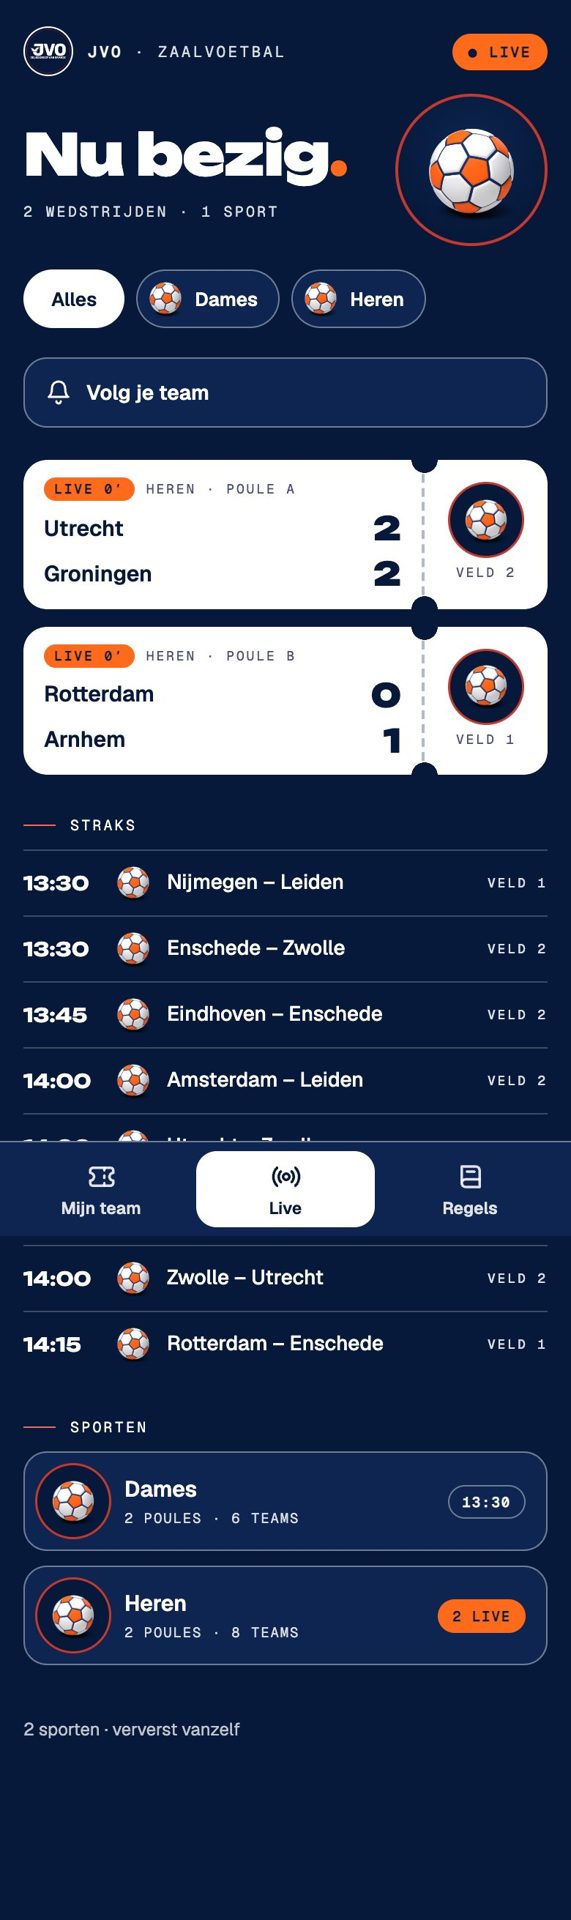 JVO
JVO · ZAALVOETBAL
LIVE
Nu bezig.
2 WEDSTRIJDEN · 1 SPORT
Alles
Dames
Heren
Volg je team
LIVE 0'
HEREN · POULE A
Utrecht
2
Groningen
2
VELD 2
LIVE 0'
HEREN · POULE B
Rotterdam
0
Arnhem
1
VELD 1
STRAKS
13:30 Nijmegen – Leiden VELD 1
13:30 Enschede – Zwolle VELD 2
13:45 Eindhoven – Enschede VELD 2
14:00 Amsterdam – Leiden VELD 2
Mijn team
Live
Regels
14:00 Zwolle – Utrecht VELD 2
14:15 Rotterdam – Enschede VELD 1
SPORTEN
Dames
2 POULES · 6 TEAMS
13:30
Heren
2 POULES · 8 TEAMS
2 LIVE
2 sporten · ververst vanzelf